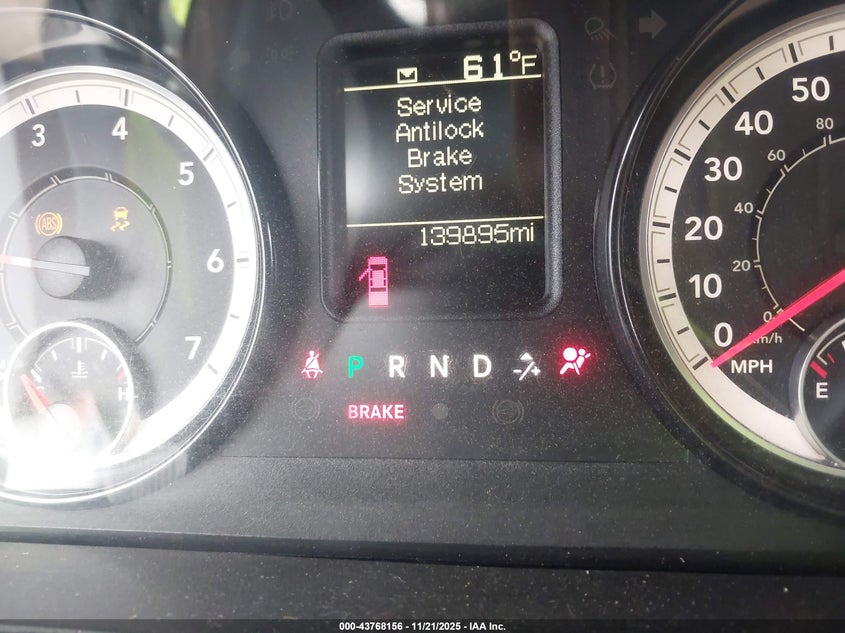 61°F
Service
Antilock
Brake
System
139895mi
3 4 5 6 7
ABS
H
P R N D
BRAKE
0 10 20 30 40 50
0 20 40 60 80
km/h
MPH
E
000-43768156 - 11/21/2025 - IAA Inc.